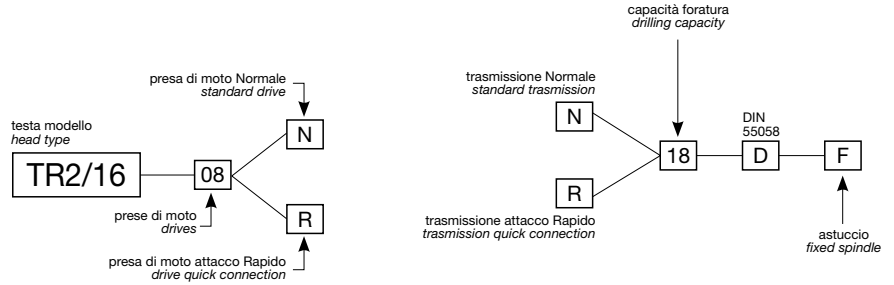 testa modello
head type
TR2/16
08
prese di moto
drives
presa di moto Normale
standard drive
N
R
presa di moto attacco Rapido
drive quick connection
capacità foratura
drilling capacity
trasmissione Normale
standard trasmission
N
R
trasmissione attacco Rapido
trasmission quick connection
18
DIN
55058
D
F
astuccio
fixed spindle